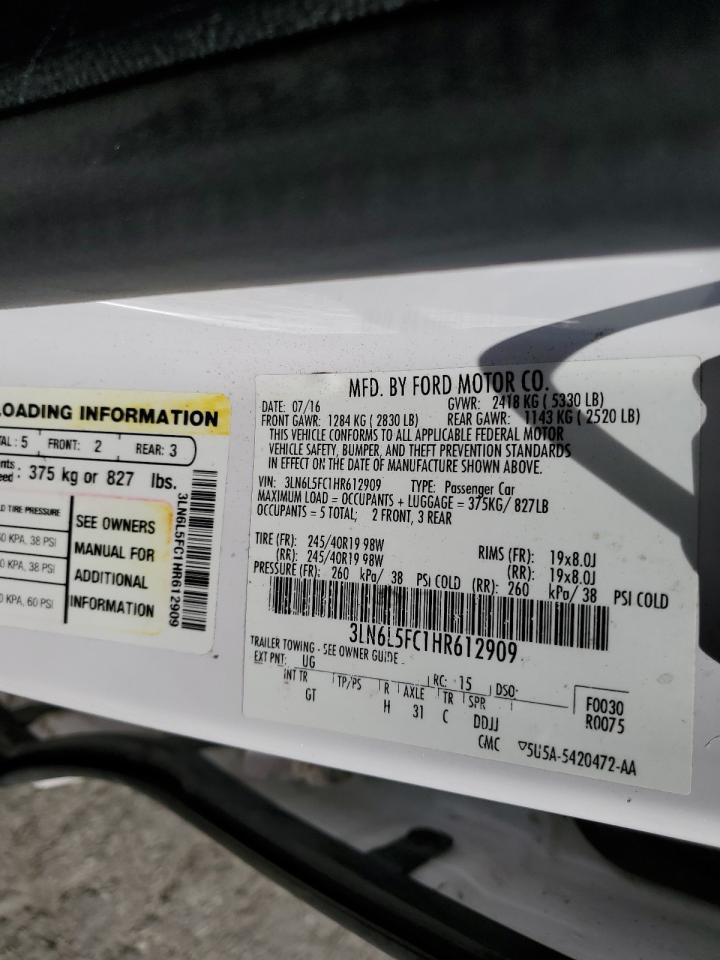 LOADING INFORMATION
TAL : 5 FRONT: 2 REAR: 3
nts
eed : 375 kg or 827 lbs.
D TIRE PRESSURE
0 KPA, 38 PSI
0 KPA, 38 PSI
0 KPA, 60 PSI
SEE OWNERS
MANUAL FOR
ADDITIONAL
INFORMATION
3LN6L5FC1HR612909
MFD. BY FORD MOTOR CO.
DATE: 07/16 GVWR: 2418 KG ( 5330 LB)
FRONT GAWR: 1284 KG ( 2830 LB) REAR GAWR: 1143 KG ( 2520 LB)
THIS VEHICLE CONFORMS TO ALL APPLICABLE FEDERAL MOTOR
VEHICLE SAFETY, BUMPER, AND THEFT PREVENTION STANDARDS
IN EFFECT ON THE DATE OF MANUFACTURE SHOWN ABOVE.
VIN: 3LN6L5FC1HR612909 TYPE: Passenger Car
MAXIMUM LOAD = OCCUPANTS + LUGGAGE = 375KG/ 827LB
OCCUPANTS = 5 TOTAL; 2 FRONT, 3 REAR
TIRE (FR): 245/40R19 98W RIMS (FR): 19x8.0J
(RR): 245/40R19 98W (RR): 19x8.0J
PRESSURE (FR): 260 kPa/ 38 PSI COLD (RR): 260 kPa/ 38 PSI COLD
3LN6L5FC1HR612909
TRAILER TOWING - SEE OWNER GUIDE
EXT PNT: UG RC: 15 DSO:
INT TR TP/PS R AXLE TR SPR
GT H 31 C DDJJ
CMC
F0030
R0075
▽5U5A-5420472-AA